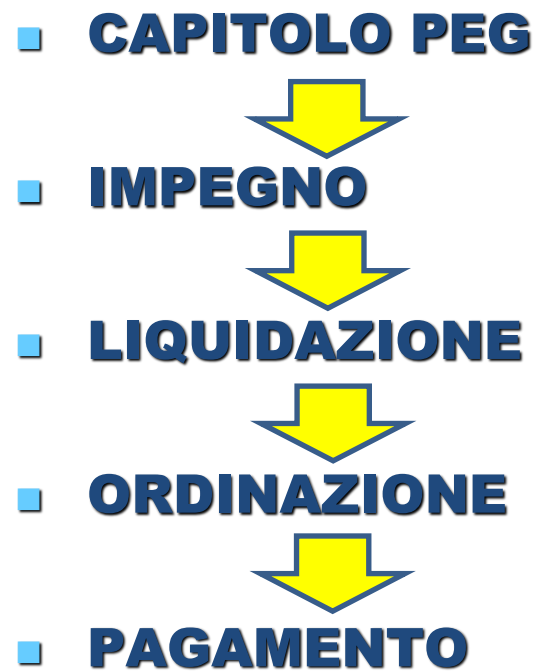 CAPITOLO PEG
IMPEGNO
LIQUIDAZIONE
ORDINAZIONE
PAGAMENTO